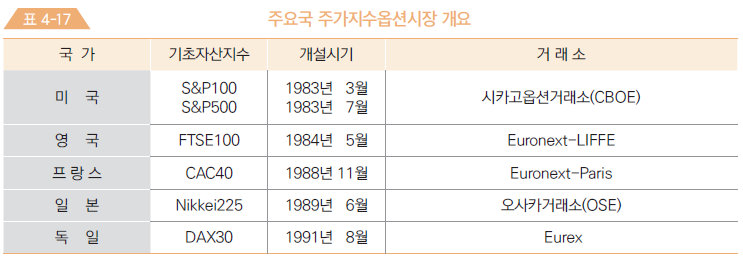 표 4-17 주요국 주가지수옵션시장 개요
국 가 기초자산지수 개설시기 거 래 소
미 국 S&P100 1983년 3월 시카고옵션거래소(CBOE)
S&P500 1983년 7월
영 국 FTSE100 1984년 5월 Euronext-LIFFE
프 랑 스 CAC40 1988년 11월 Euronext-Paris
일 본 Nikkei225 1989년 6월 오사카거래소(OSE)
독 일 DAX30 1991년 8월 Eurex